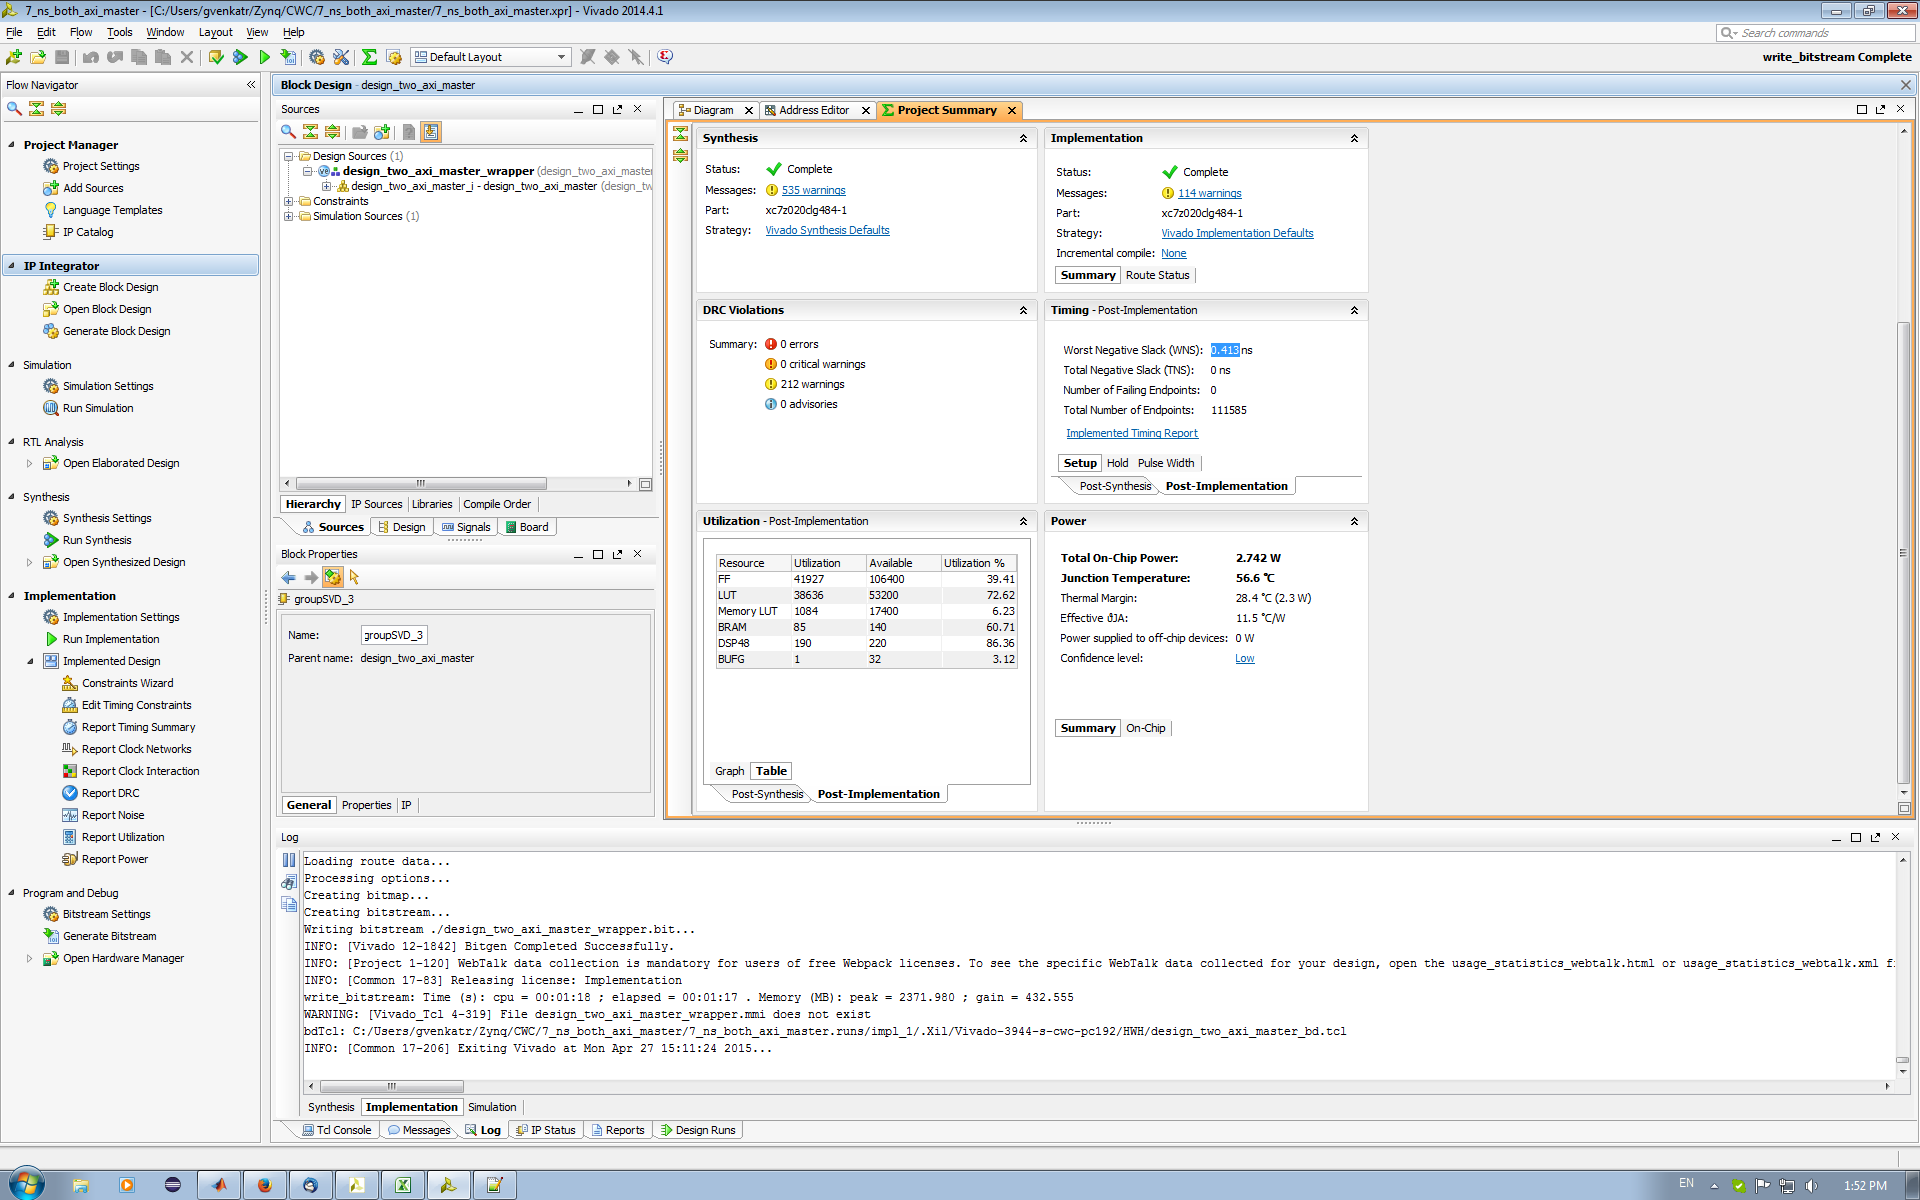 7_ns_both_axi_master - [C:/Users/gvenkatr/Zynq/CWC/7_ns_both_axi_master/7_ns_both_axi_master.xpr] - Vivado 2014.4.1
File Edit Flow Tools Window Layout View Help
Search commands
Default Layout
write_bitstream Complete
Flow Navigator
Project Manager
Project Settings
Add Sources
Language Templates
IP Catalog
IP Integrator
Create Block Design
Open Block Design
Generate Block Design
Simulation
Simulation Settings
Run Simulation
RTL Analysis
Open Elaborated Design
Synthesis
Synthesis Settings
Run Synthesis
Open Synthesized Design
Implementation
Implementation Settings
Run Implementation
Implemented Design
Constraints Wizard
Edit Timing Constraints
Report Timing Summary
Report Clock Networks
Report Clock Interaction
Report DRC
Report Noise
Report Utilization
Report Power
Program and Debug
Bitstream Settings
Generate Bitstream
Open Hardware Manager
Block Design - design_two_axi_master
Sources
Design Sources (1)
design_two_axi_master_wrapper (design_two_axi_master
design_two_axi_master_i - design_two_axi_master (design_tw
Constraints
Simulation Sources (1)
Hierarchy IP Sources Libraries Compile Order
Sources Design Signals Board
Block Properties
groupSVD_3
Name: groupSVD_3
Parent name: design_two_axi_master
General Properties IP
Diagram Address Editor Project Summary
Synthesis
Status: Complete
Messages: 535 warnings
Part: xc7z020clg484-1
Strategy: Vivado Synthesis Defaults
Implementation
Status: Complete
Messages: 114 warnings
Part: xc7z020clg484-1
Strategy: Vivado Implementation Defaults
Incremental compile: None
Summary Route Status
DRC Violations
Summary: 0 errors
0 critical warnings
212 warnings
0 advisories
Timing - Post-Implementation
Worst Negative Slack (WNS): 0.413 ns
Total Negative Slack (TNS): 0 ns
Number of Failing Endpoints: 0
Total Number of Endpoints: 111585
Implemented Timing Report
Setup Hold Pulse Width
Post-Synthesis Post-Implementation
Utilization - Post-Implementation
Resource Utilization Available Utilization %
FF 41927 106400 39.41
LUT 38636 53200 72.62
Memory LUT 1084 17400 6.23
BRAM 85 140 60.71
DSP48 190 220 86.36
BUFG 1 32 3.12
Graph Table
Post-Synthesis Post-Implementation
Power
Total On-Chip Power: 2.742 W
Junction Temperature: 56.6 °C
Thermal Margin: 28.4 °C (2.3 W)
Effective ϑJA: 11.5 °C/W
Power supplied to off-chip devices: 0 W
Confidence level: Low
Summary On-Chip
Log
Loading route data...
Processing options...
Creating bitmap...
Creating bitstream...
Writing bitstream ./design_two_axi_master_wrapper.bit...
INFO: [Vivado 12-1842] Bitgen Completed Successfully.
INFO: [Project 1-120] WebTalk data collection is mandatory for users of free Webpack licenses. To see the specific WebTalk data collected for your design, open the usage_statistics_webtalk.html or usage_statistics_webtalk.xml fi
INFO: [Common 17-83] Releasing license: Implementation
write_bitstream: Time (s): cpu = 00:01:18 ; elapsed = 00:01:17 . Memory (MB): peak = 2371.980 ; gain = 432.555
WARNING: [Vivado_Tcl 4-319] File design_two_axi_master_wrapper.mmi does not exist
bdTcl: C:/Users/gvenkatr/Zynq/CWC/7_ns_both_axi_master/7_ns_both_axi_master.runs/impl_1/.Xil/Vivado-3944-s-cwc-pc192/HWH/design_two_axi_master_bd.tcl
INFO: [Common 17-206] Exiting Vivado at Mon Apr 27 15:11:24 2015...
Synthesis Implementation Simulation
Tcl Console Messages Log IP Status Reports Design Runs
EN 1:52 PM